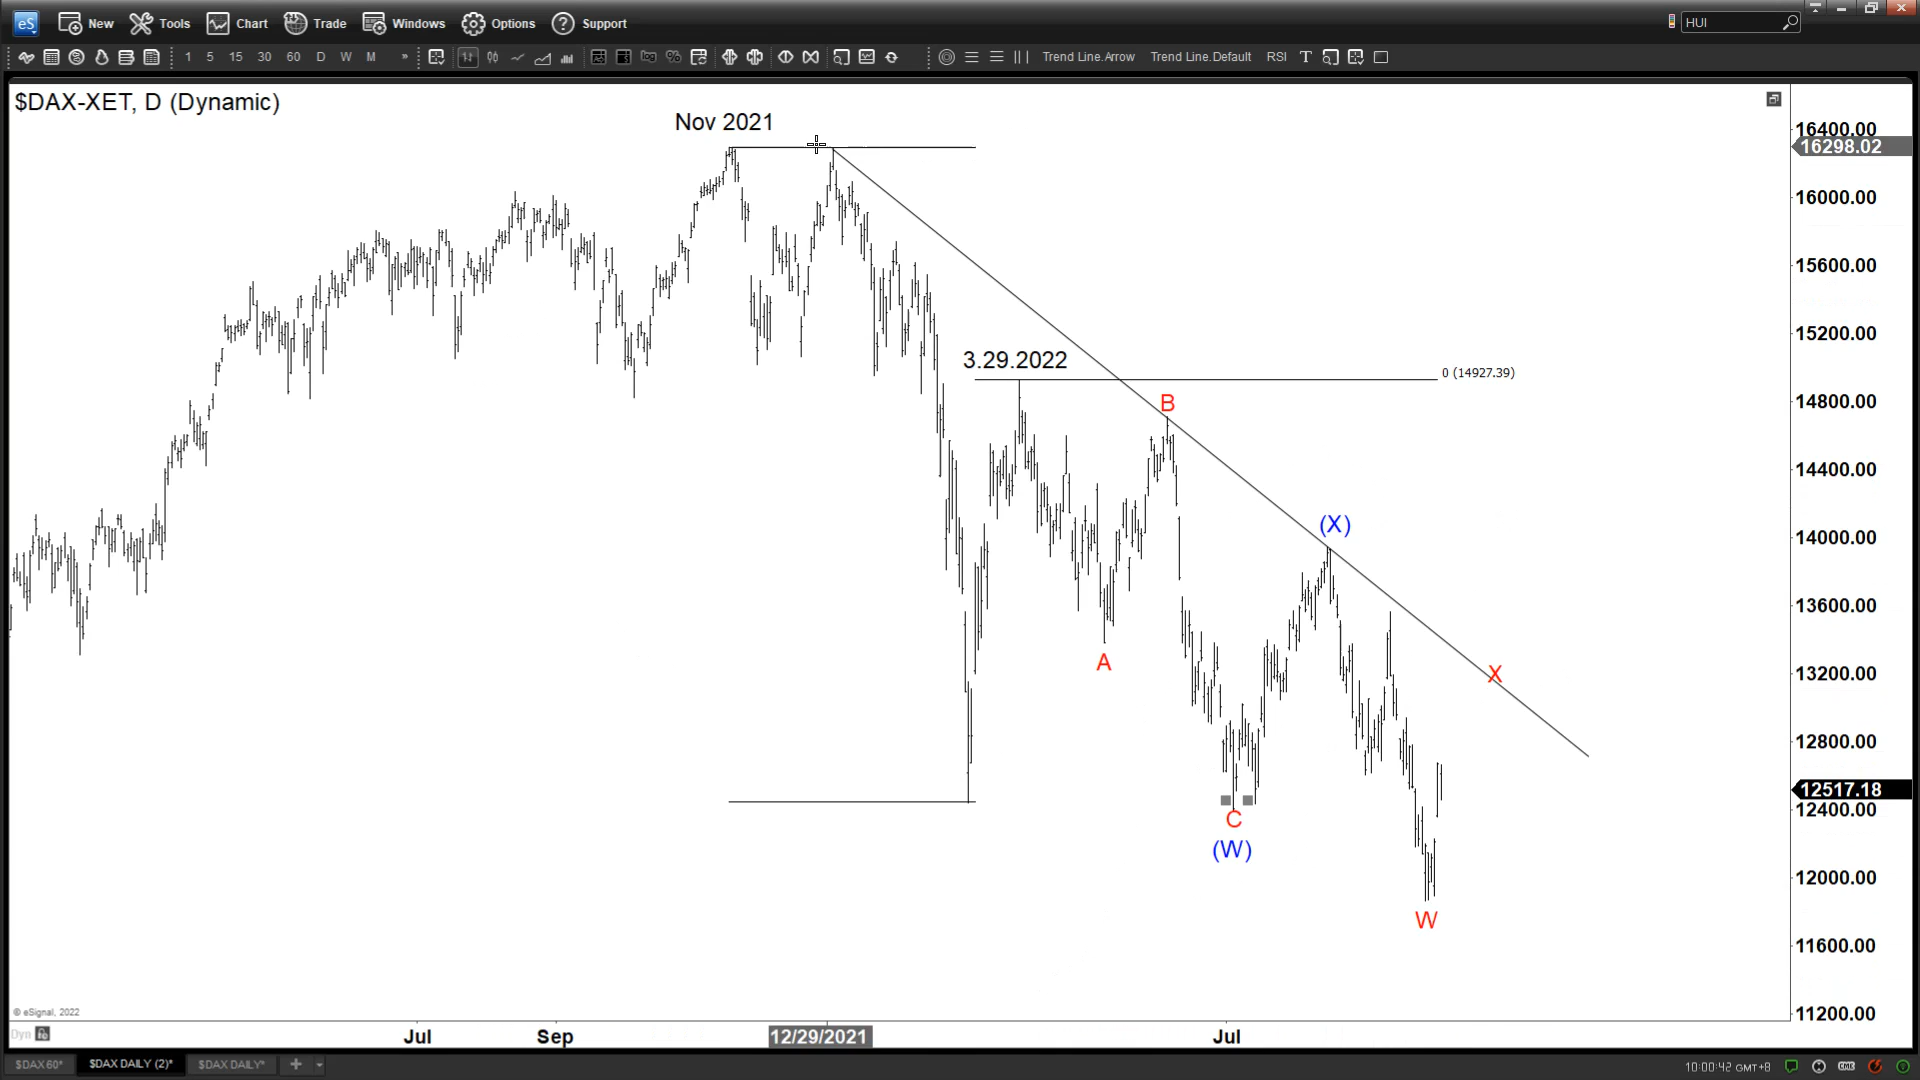 eS New Tools Chart Trade Windows Options Support HUI
1 5 15 30 60 D W M » log % Trend Line.Arrow Trend Line.Default RSI T
$DAX-XET, D (Dynamic)
Nov 2021
16400.00
16298.02
16000.00
15600.00
15200.00
3.29.2022
0 (14927.39)
B
14800.00
14400.00
(X)
14000.00
13600.00
A
X
13200.00
12800.00
12517.18
C
12400.00
(W)
12000.00
W
11600.00
© eSignal, 2022
11200.00
Dyn
Jul Sep 12/29/2021 Jul
$DAX 60* $DAX DAILY (2)* $DAX DAILY* + 10:00:42 GMT+8